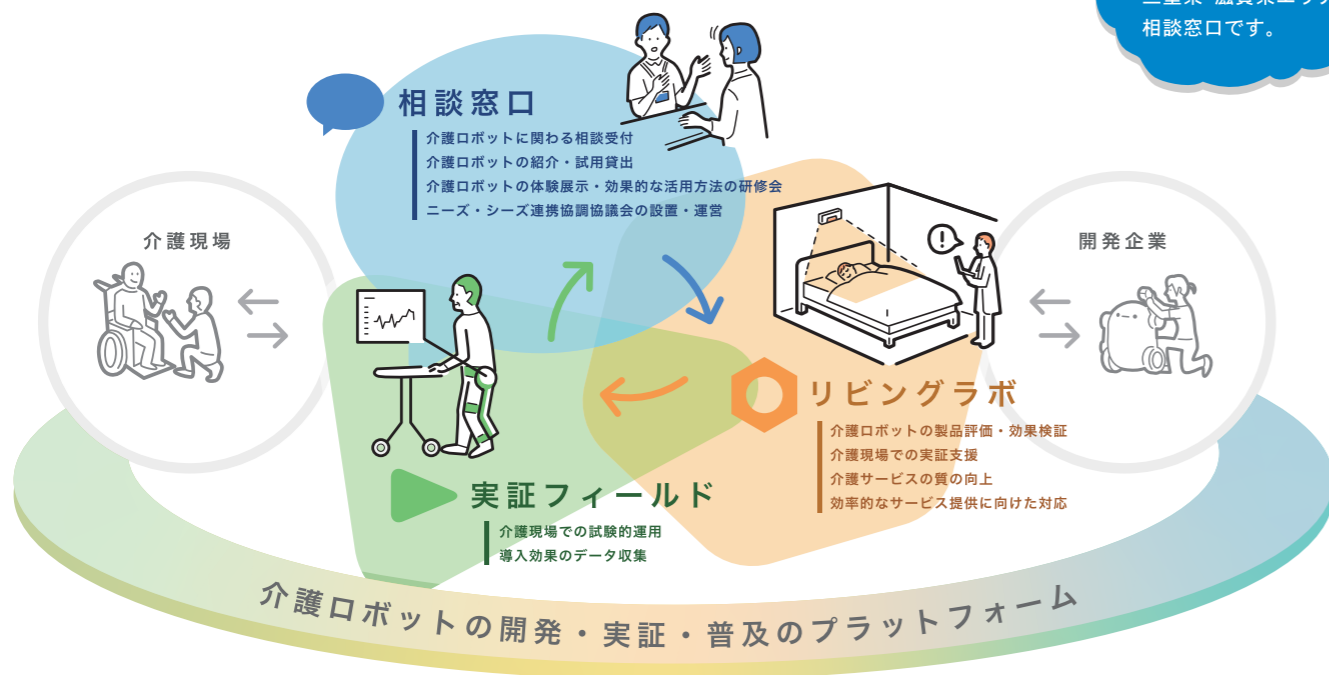 相談窓口です。
相談窓口
介護ロボットに関わる相談受付
介護ロボットの紹介・試用貸出
介護ロボットの体験展示・効果的な活用方法の研修会
ニーズ・シーズ連携協調協議会の設置・運営
介護現場
開発企業
!
リビングラボ
介護ロボットの製品評価・効果検証
介護現場での実証支援
介護サービスの質の向上
効率的なサービス提供に向けた対応
実証フィールド
介護現場での試験的運用
導入効果のデータ収集
介護ロボットの開発・実証・普及のプラットフォーム